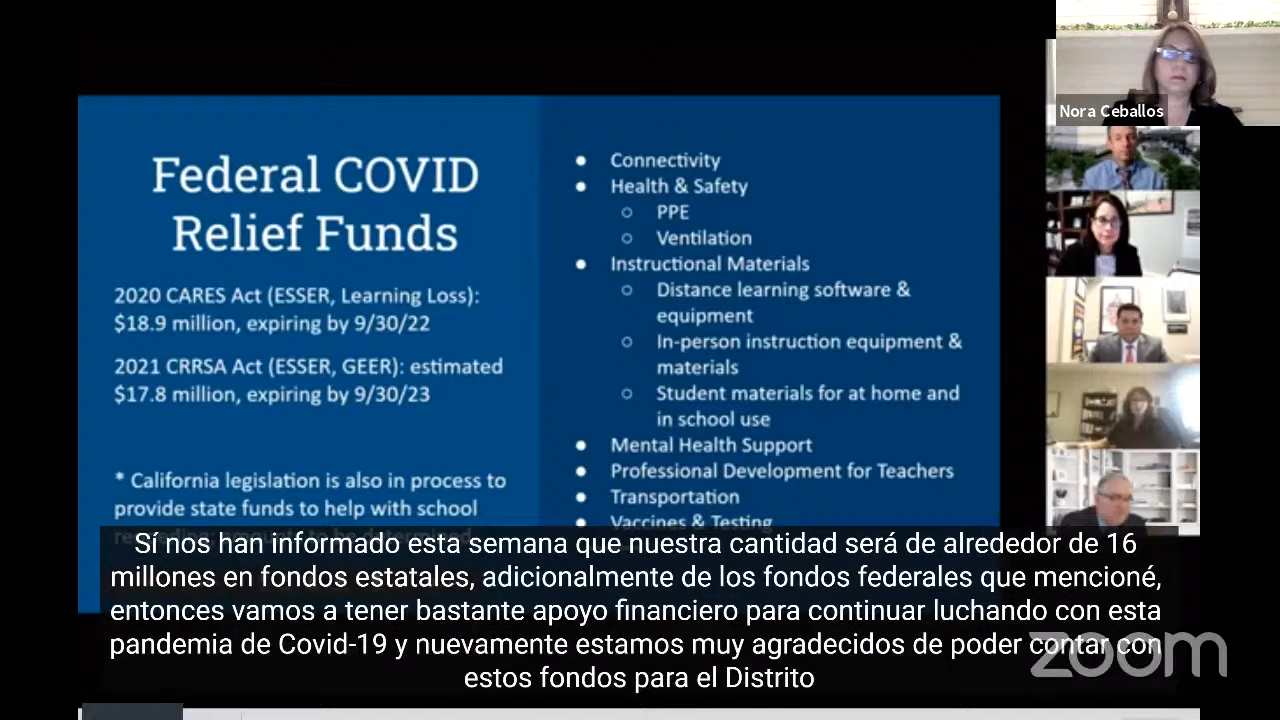 Federal COVID
Relief Funds
2020 CARES Act (ESSER, Learning Loss):
$18.9 million, expiring by 9/30/22
2021 CRRSA Act (ESSER, GEER): estimated
$17.8 million, expiring by 9/30/23
* California legislation is also in process to
provide state funds to help with school
● Connectivity
● Health & Safety
○ PPE
○ Ventilation
● Instructional Materials
○ Distance learning software &
equipment
○ In-person instruction equipment &
materials
○ Student materials for at home and
in school use
● Mental Health Support
● Professional Development for Teachers
● Transportation
● Vaccines & Testing
Nora Ceballos
Sí nos han informado esta semana que nuestra cantidad será de alrededor de 16
millones en fondos estatales, adicionalmente de los fondos federales que mencioné,
entonces vamos a tener bastante apoyo financiero para continuar luchando con esta
pandemia de Covid-19 y nuevamente estamos muy agradecidos de poder contar con
estos fondos para el Distrito
zoom